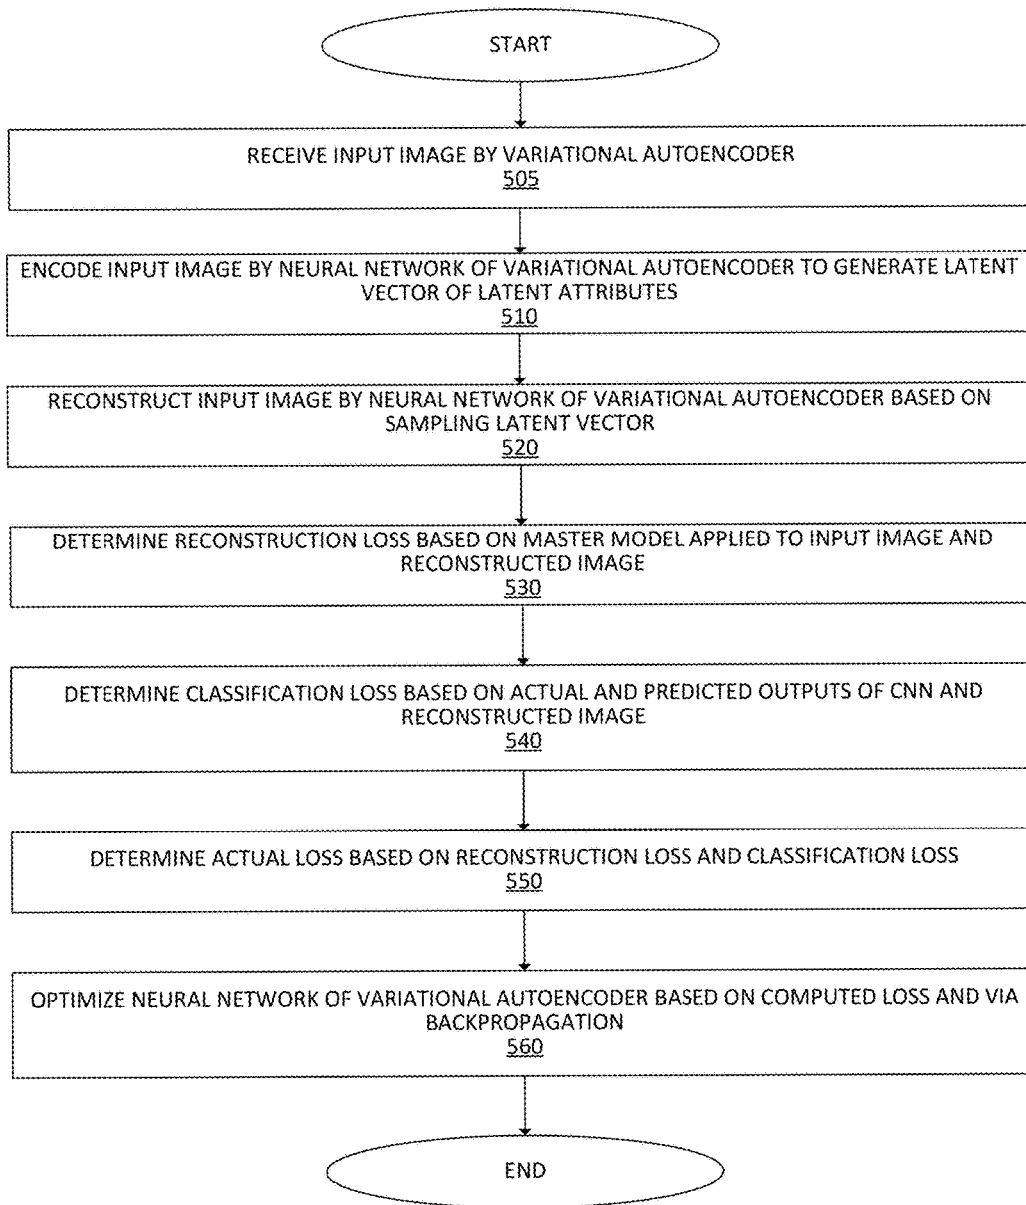 START
RECEIVE INPUT IMAGE BY VARIATIONAL AUTOENCODER
505
ENCODE INPUT IMAGE BY NEURAL NETWORK OF VARIATIONAL AUTOENCODER TO GENERATE LATENT
VECTOR OF LATENT ATTRIBUTES
510
RECONSTRUCT INPUT IMAGE BY NEURAL NETWORK OF VARIATIONAL AUTOENCODER BASED ON
SAMPLING LATENT VECTOR
520
DETERMINE RECONSTRUCTION LOSS BASED ON MASTER MODEL APPLIED TO INPUT IMAGE AND
RECONSTRUCTED IMAGE
530
DETERMINE CLASSIFICATION LOSS BASED ON ACTUAL AND PREDICTED OUTPUTS OF CNN AND
RECONSTRUCTED IMAGE
540
DETERMINE ACTUAL LOSS BASED ON RECONSTRUCTION LOSS AND CLASSIFICATION LOSS
550
OPTIMIZE NEURAL NETWORK OF VARIATIONAL AUTOENCODER BASED ON COMPUTED LOSS AND VIA
BACKPROPAGATION
560
END